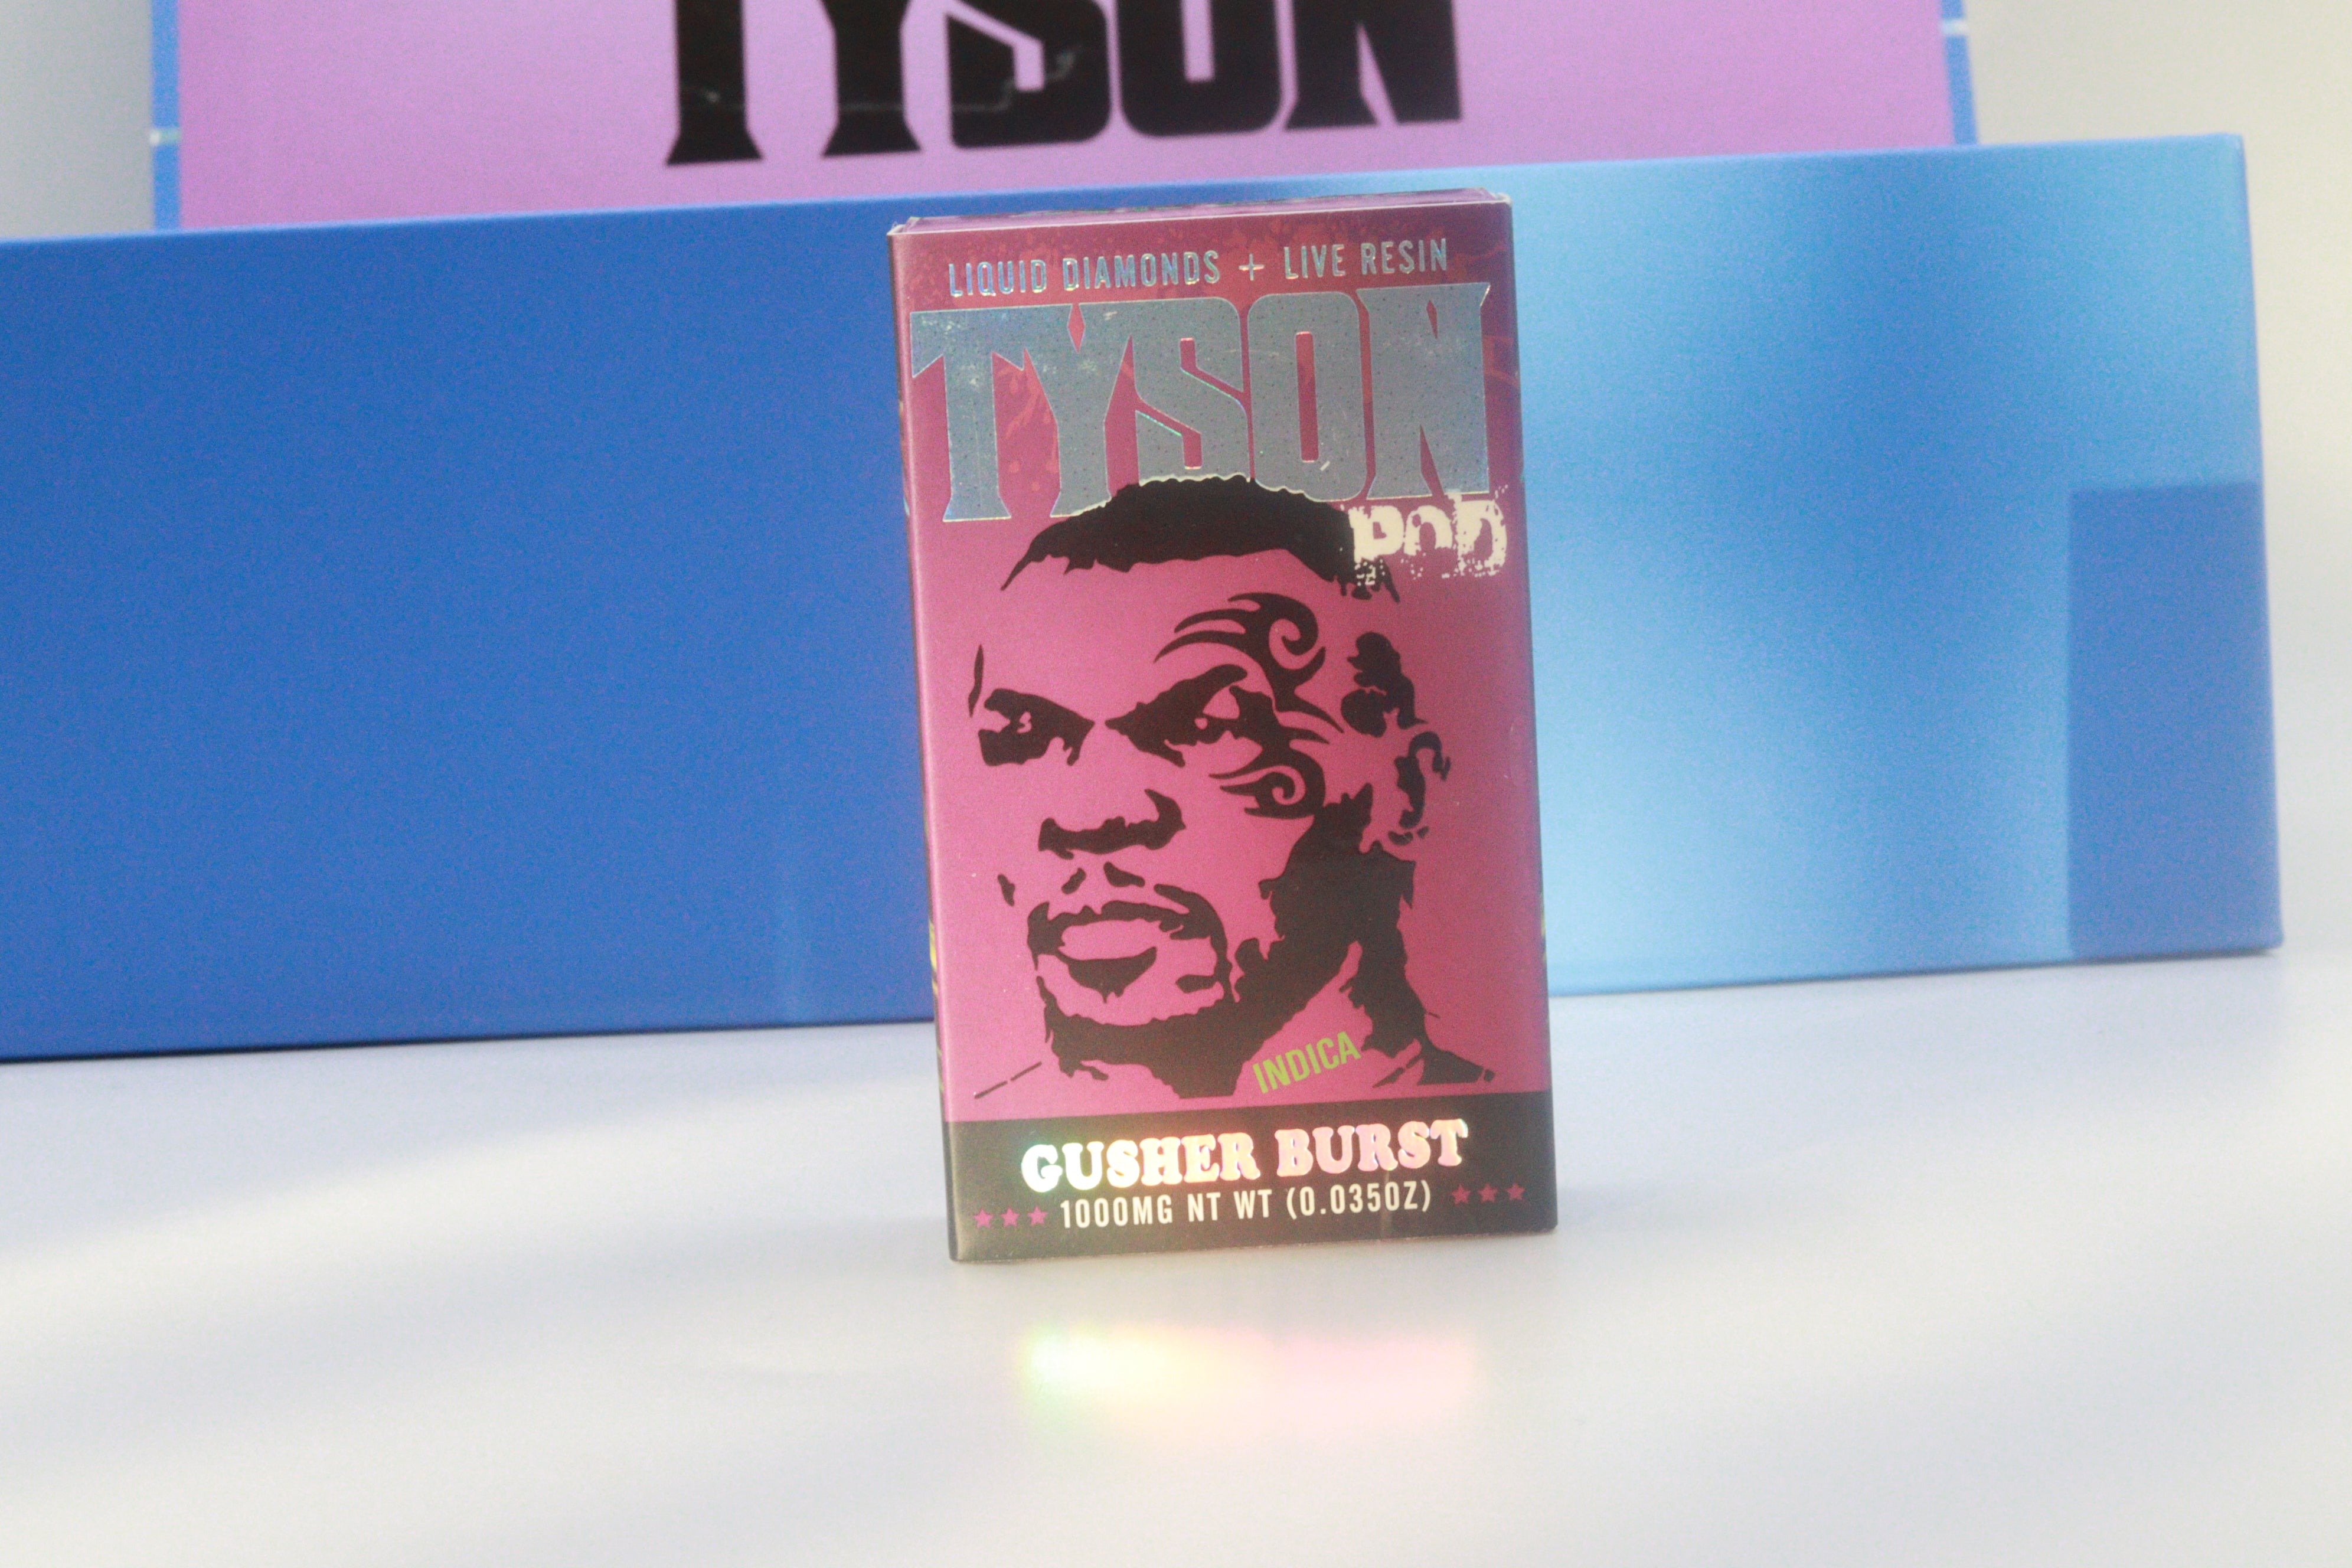 TYSON
LIQUID DIAMONDS + LIVE RESIN
TYSON
POD
INDICA
GUSHER BURST
1000MG NT WT (0.035OZ)